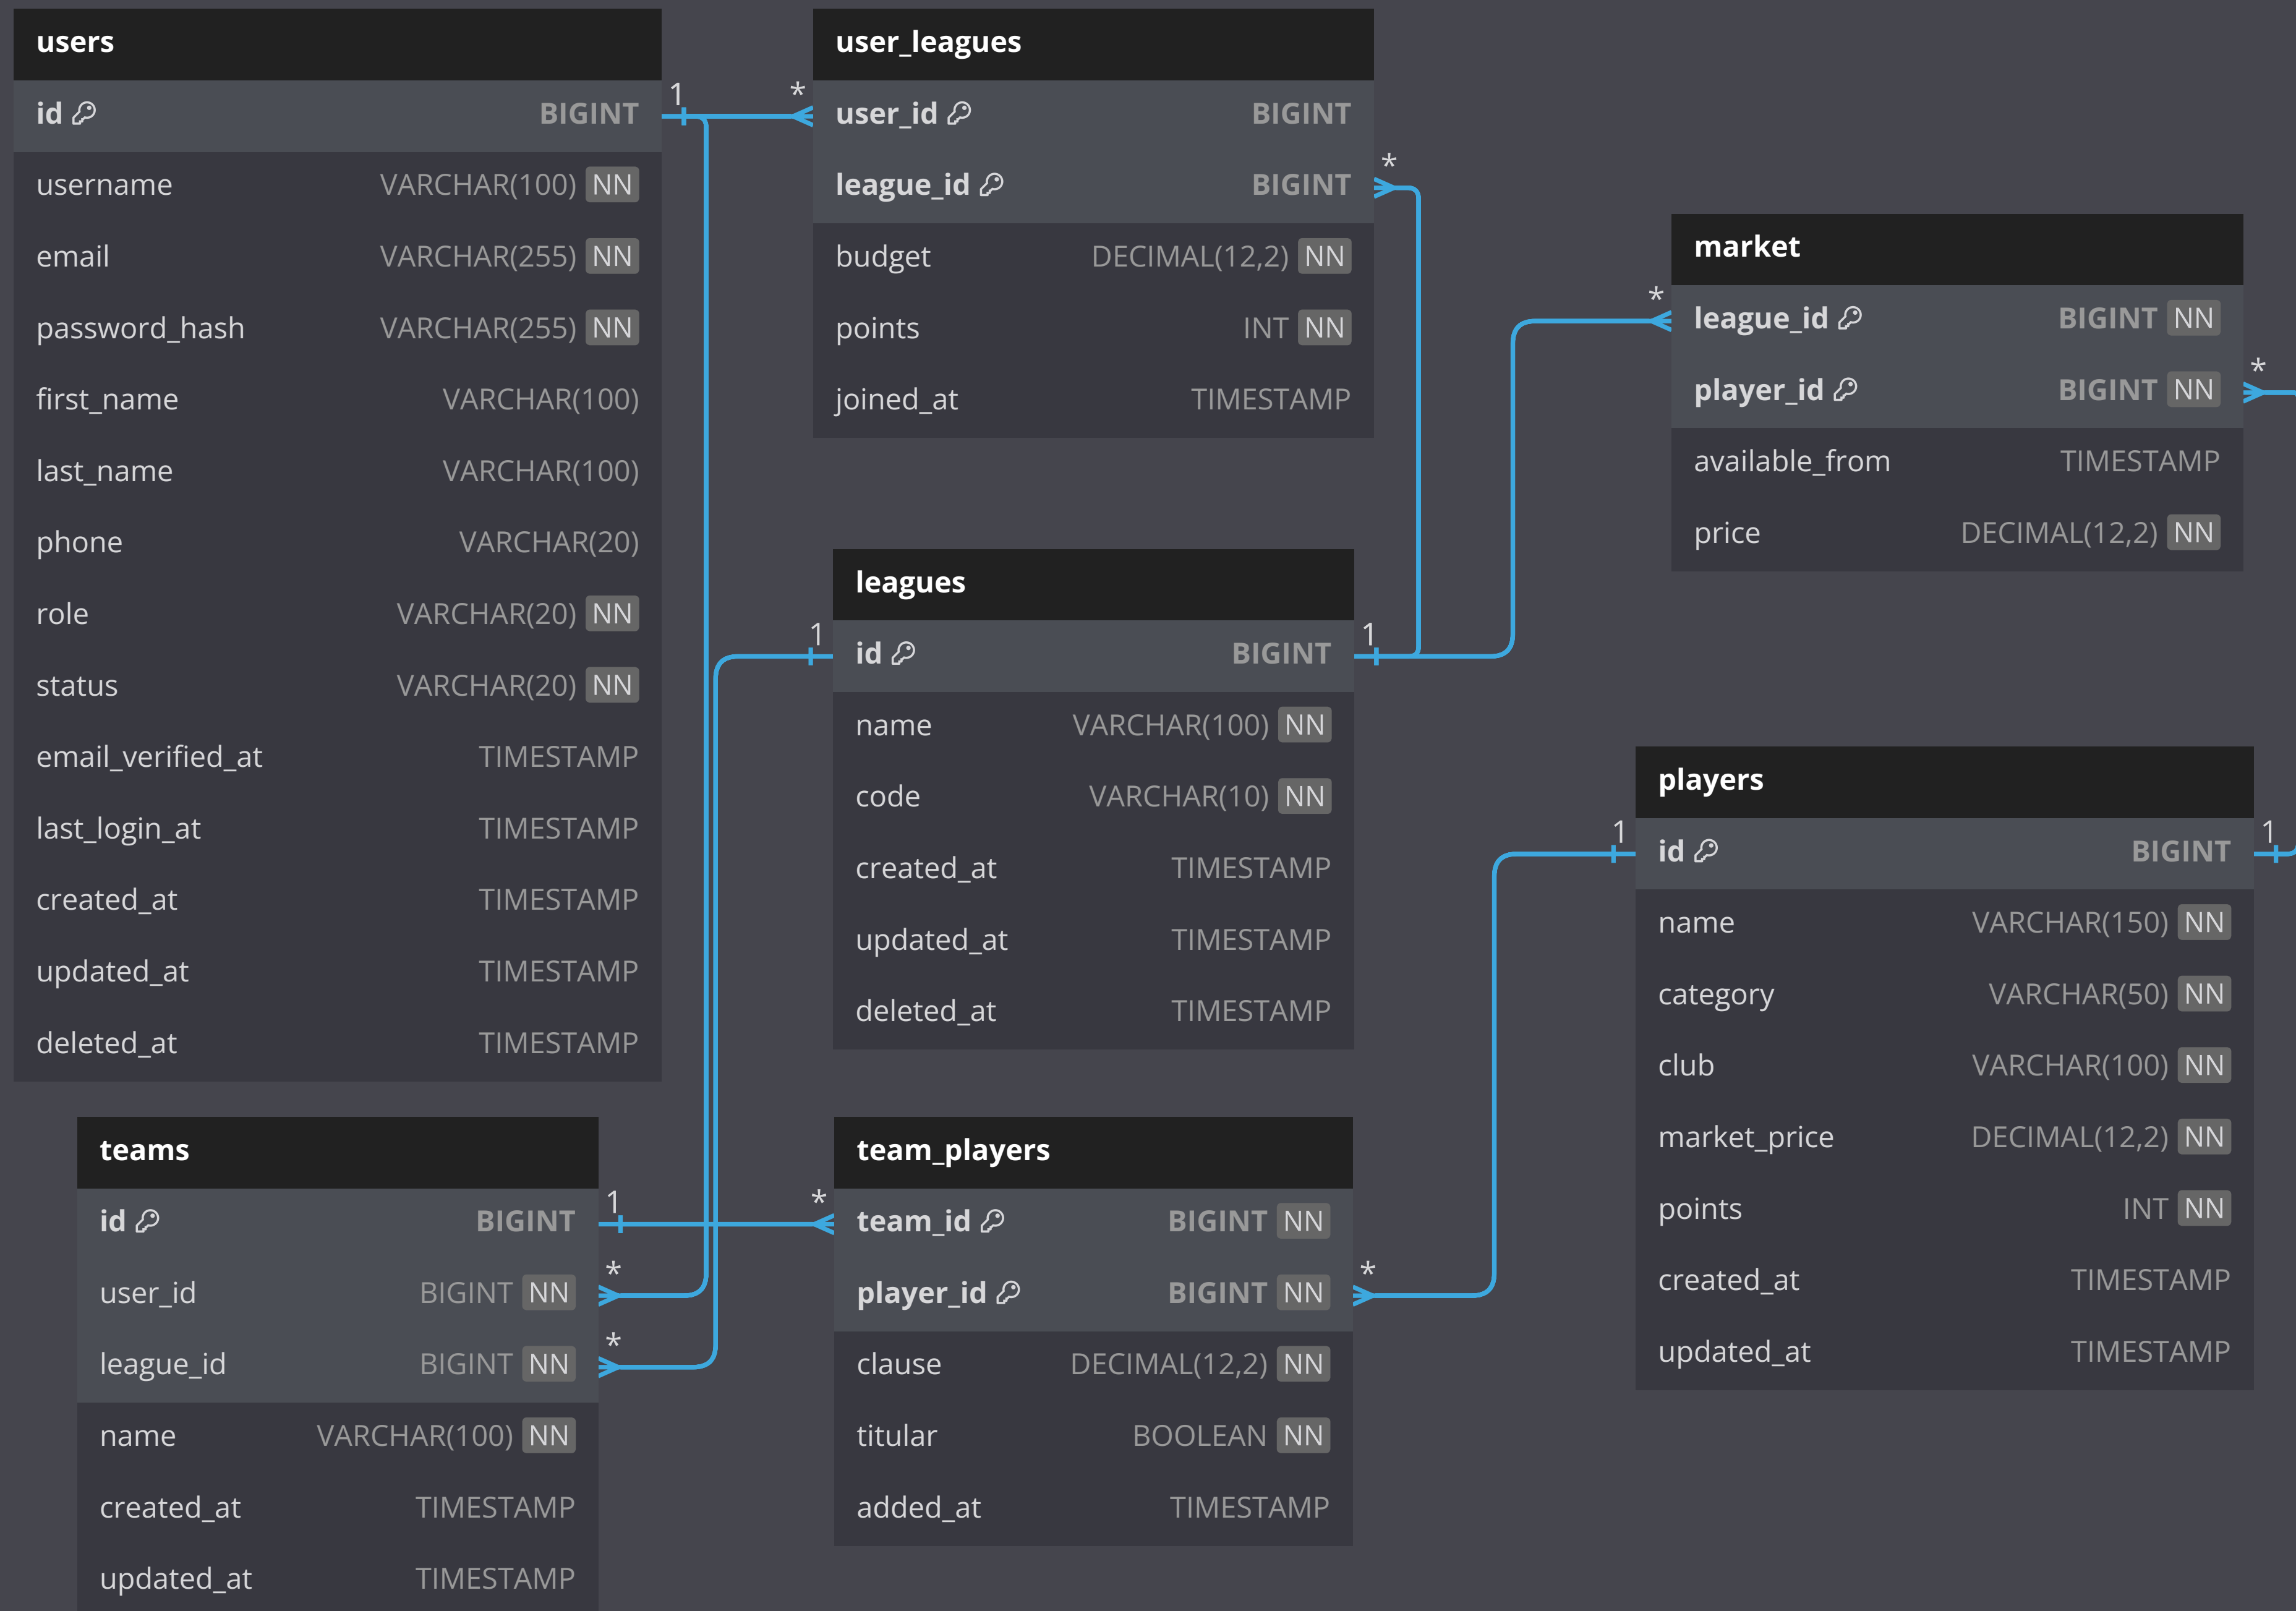 users
id BIGINT
username VARCHAR(100) NN
email VARCHAR(255) NN
password_hash VARCHAR(255) NN
first_name VARCHAR(100)
last_name VARCHAR(100)
phone VARCHAR(20)
role VARCHAR(20) NN
status VARCHAR(20) NN
email_verified_at TIMESTAMP
last_login_at TIMESTAMP
created_at TIMESTAMP
updated_at TIMESTAMP
deleted_at TIMESTAMP
1
*
user_leagues
user_id BIGINT
league_id BIGINT
budget DECIMAL(12,2) NN
points INT NN
joined_at TIMESTAMP
*
market
*
league_id BIGINT NN
player_id BIGINT NN
*
available_from TIMESTAMP
price DECIMAL(12,2) NN
leagues
1
id BIGINT
1
name VARCHAR(100) NN
code VARCHAR(10) NN
created_at TIMESTAMP
updated_at TIMESTAMP
deleted_at TIMESTAMP
players
1
id BIGINT
1
name VARCHAR(150) NN
category VARCHAR(50) NN
club VARCHAR(100) NN
market_price DECIMAL(12,2) NN
points INT NN
created_at TIMESTAMP
updated_at TIMESTAMP
teams
id BIGINT
1
user_id BIGINT NN
*
league_id BIGINT NN
*
name VARCHAR(100) NN
created_at TIMESTAMP
updated_at TIMESTAMP
team_players
*
team_id BIGINT NN
player_id BIGINT NN
*
clause DECIMAL(12,2) NN
titular BOOLEAN NN
added_at TIMESTAMP